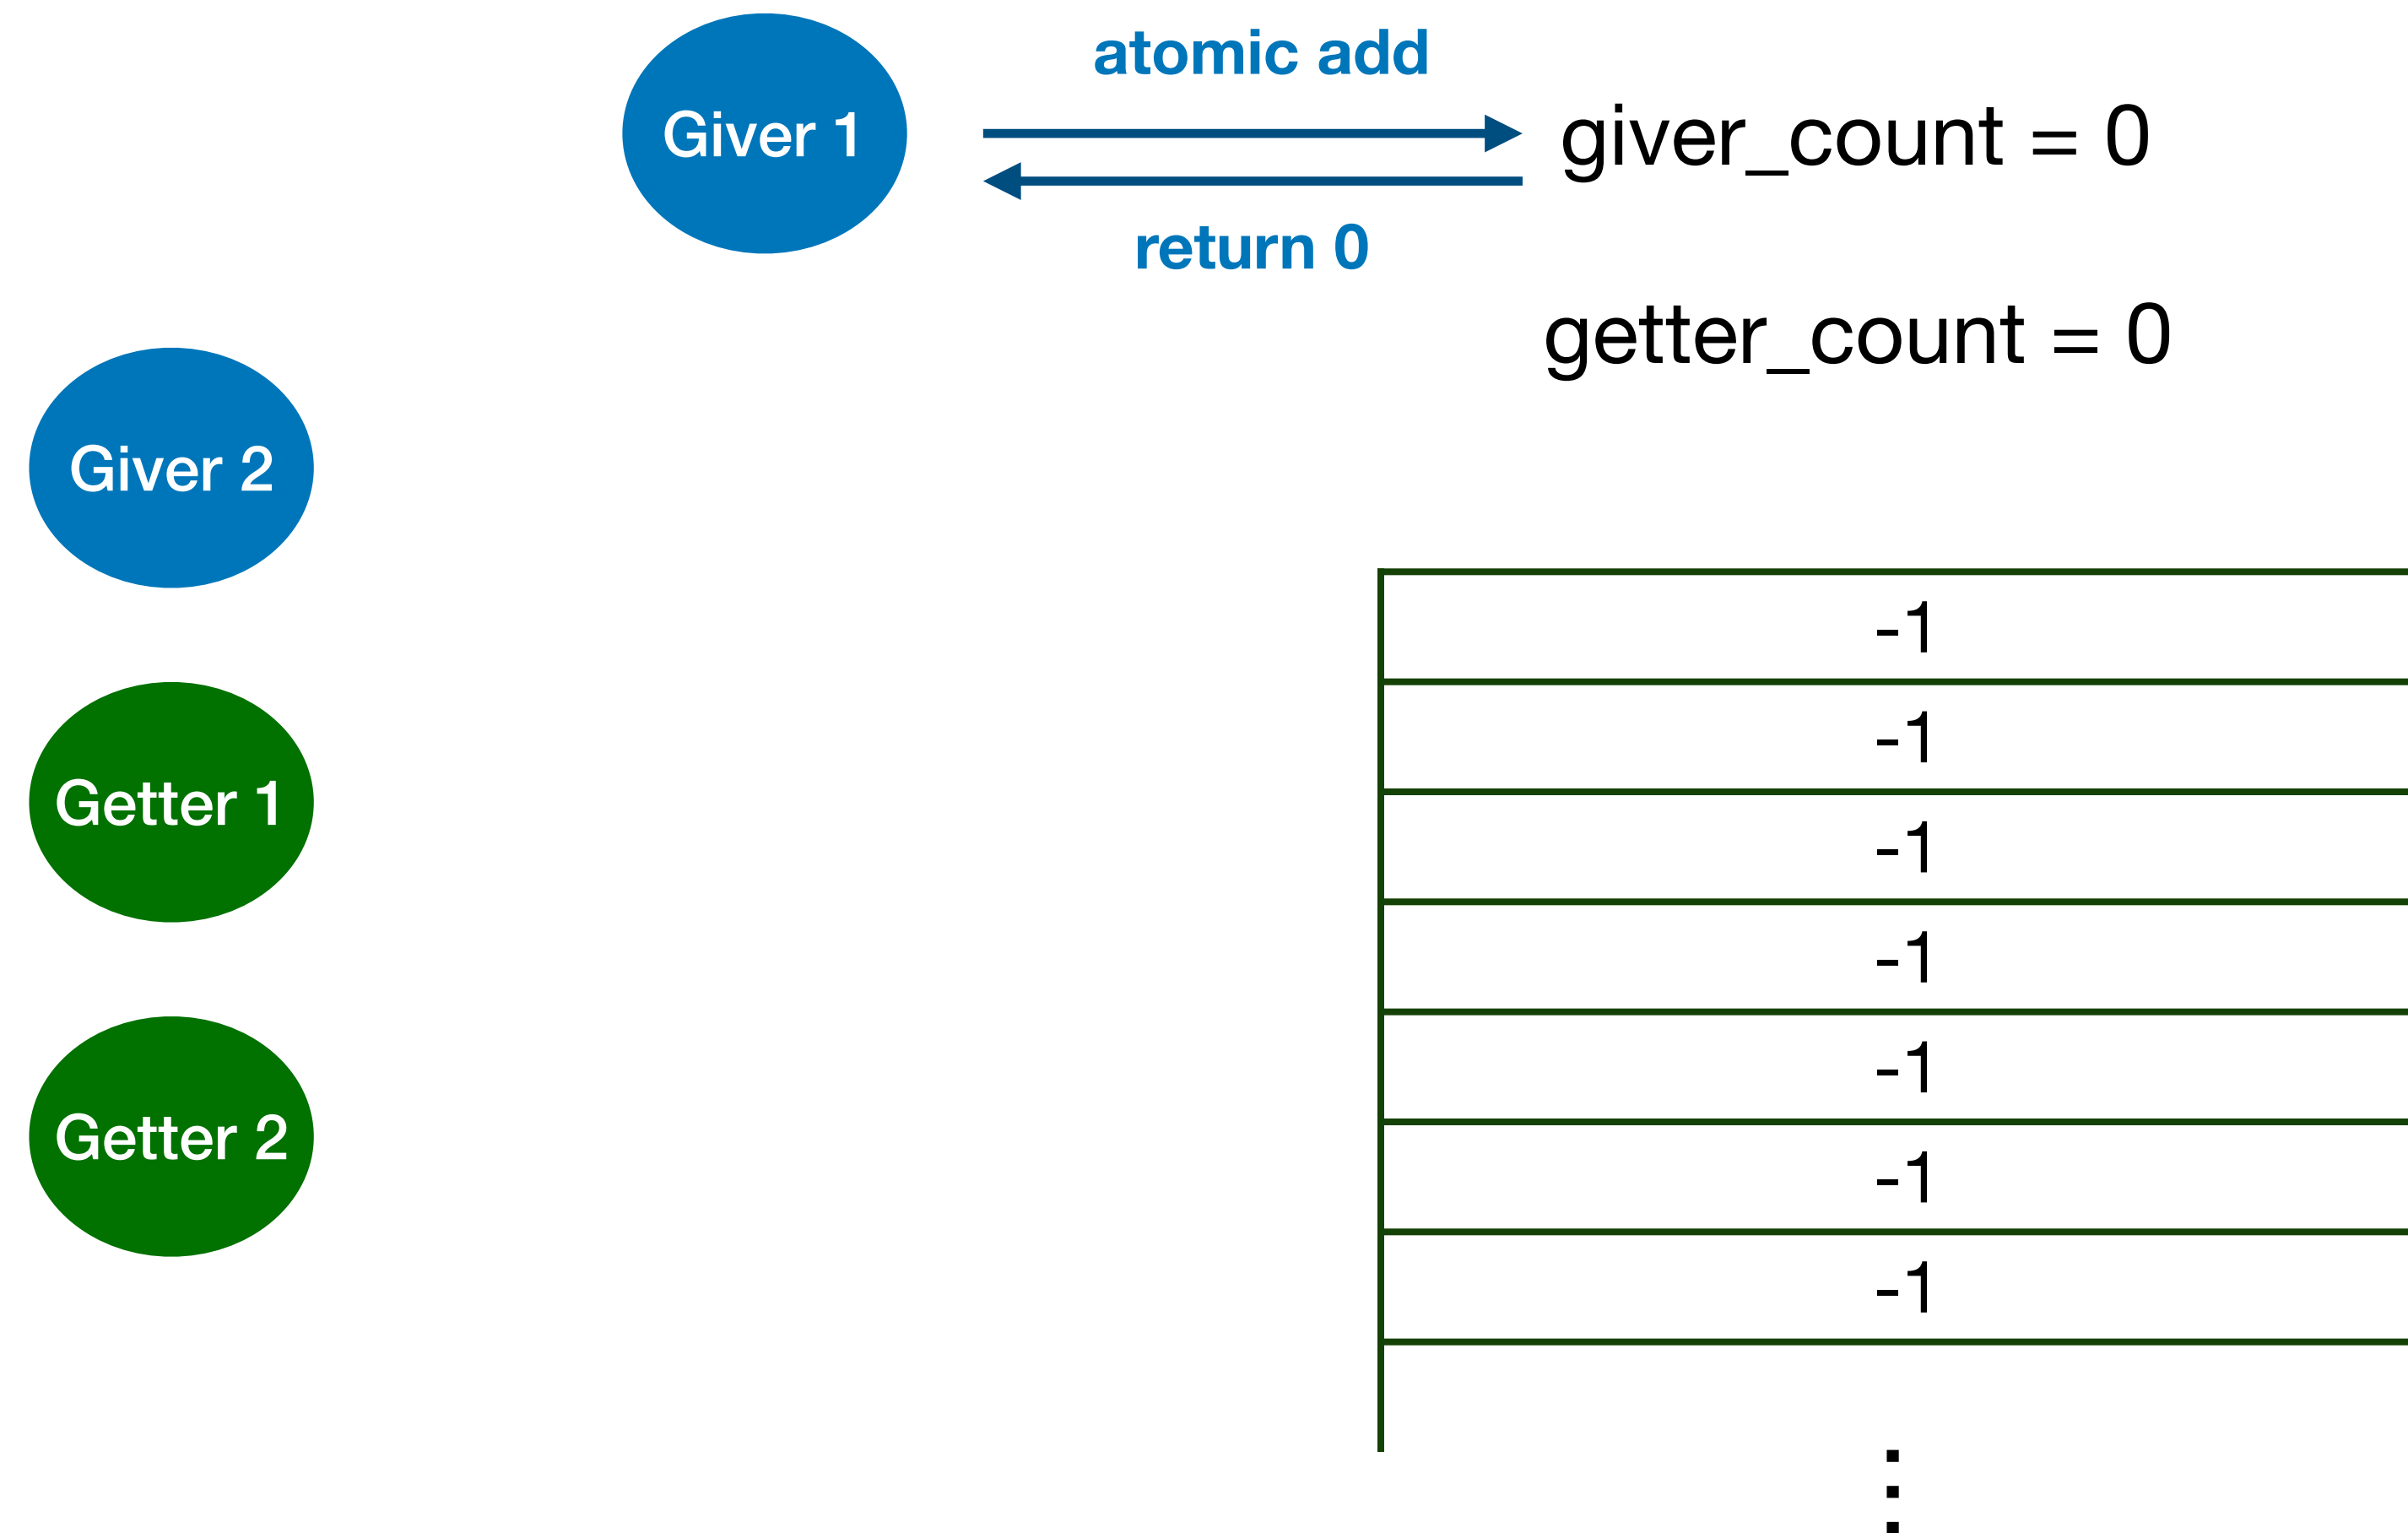 Giver 1
atomic add
return 0
giver_count = 0
getter_count = 0
Giver 2
Getter 1
Getter 2
-1
-1
-1
-1
-1
-1
-1